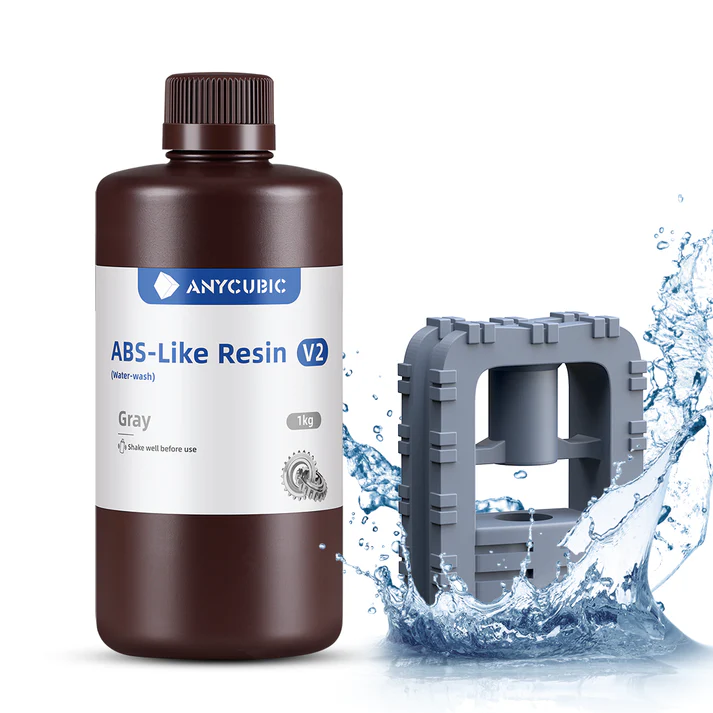 ANYCUBIC
ABS-Like Resin V2
(Water-wash)
Gray
1kg
Shake well before use